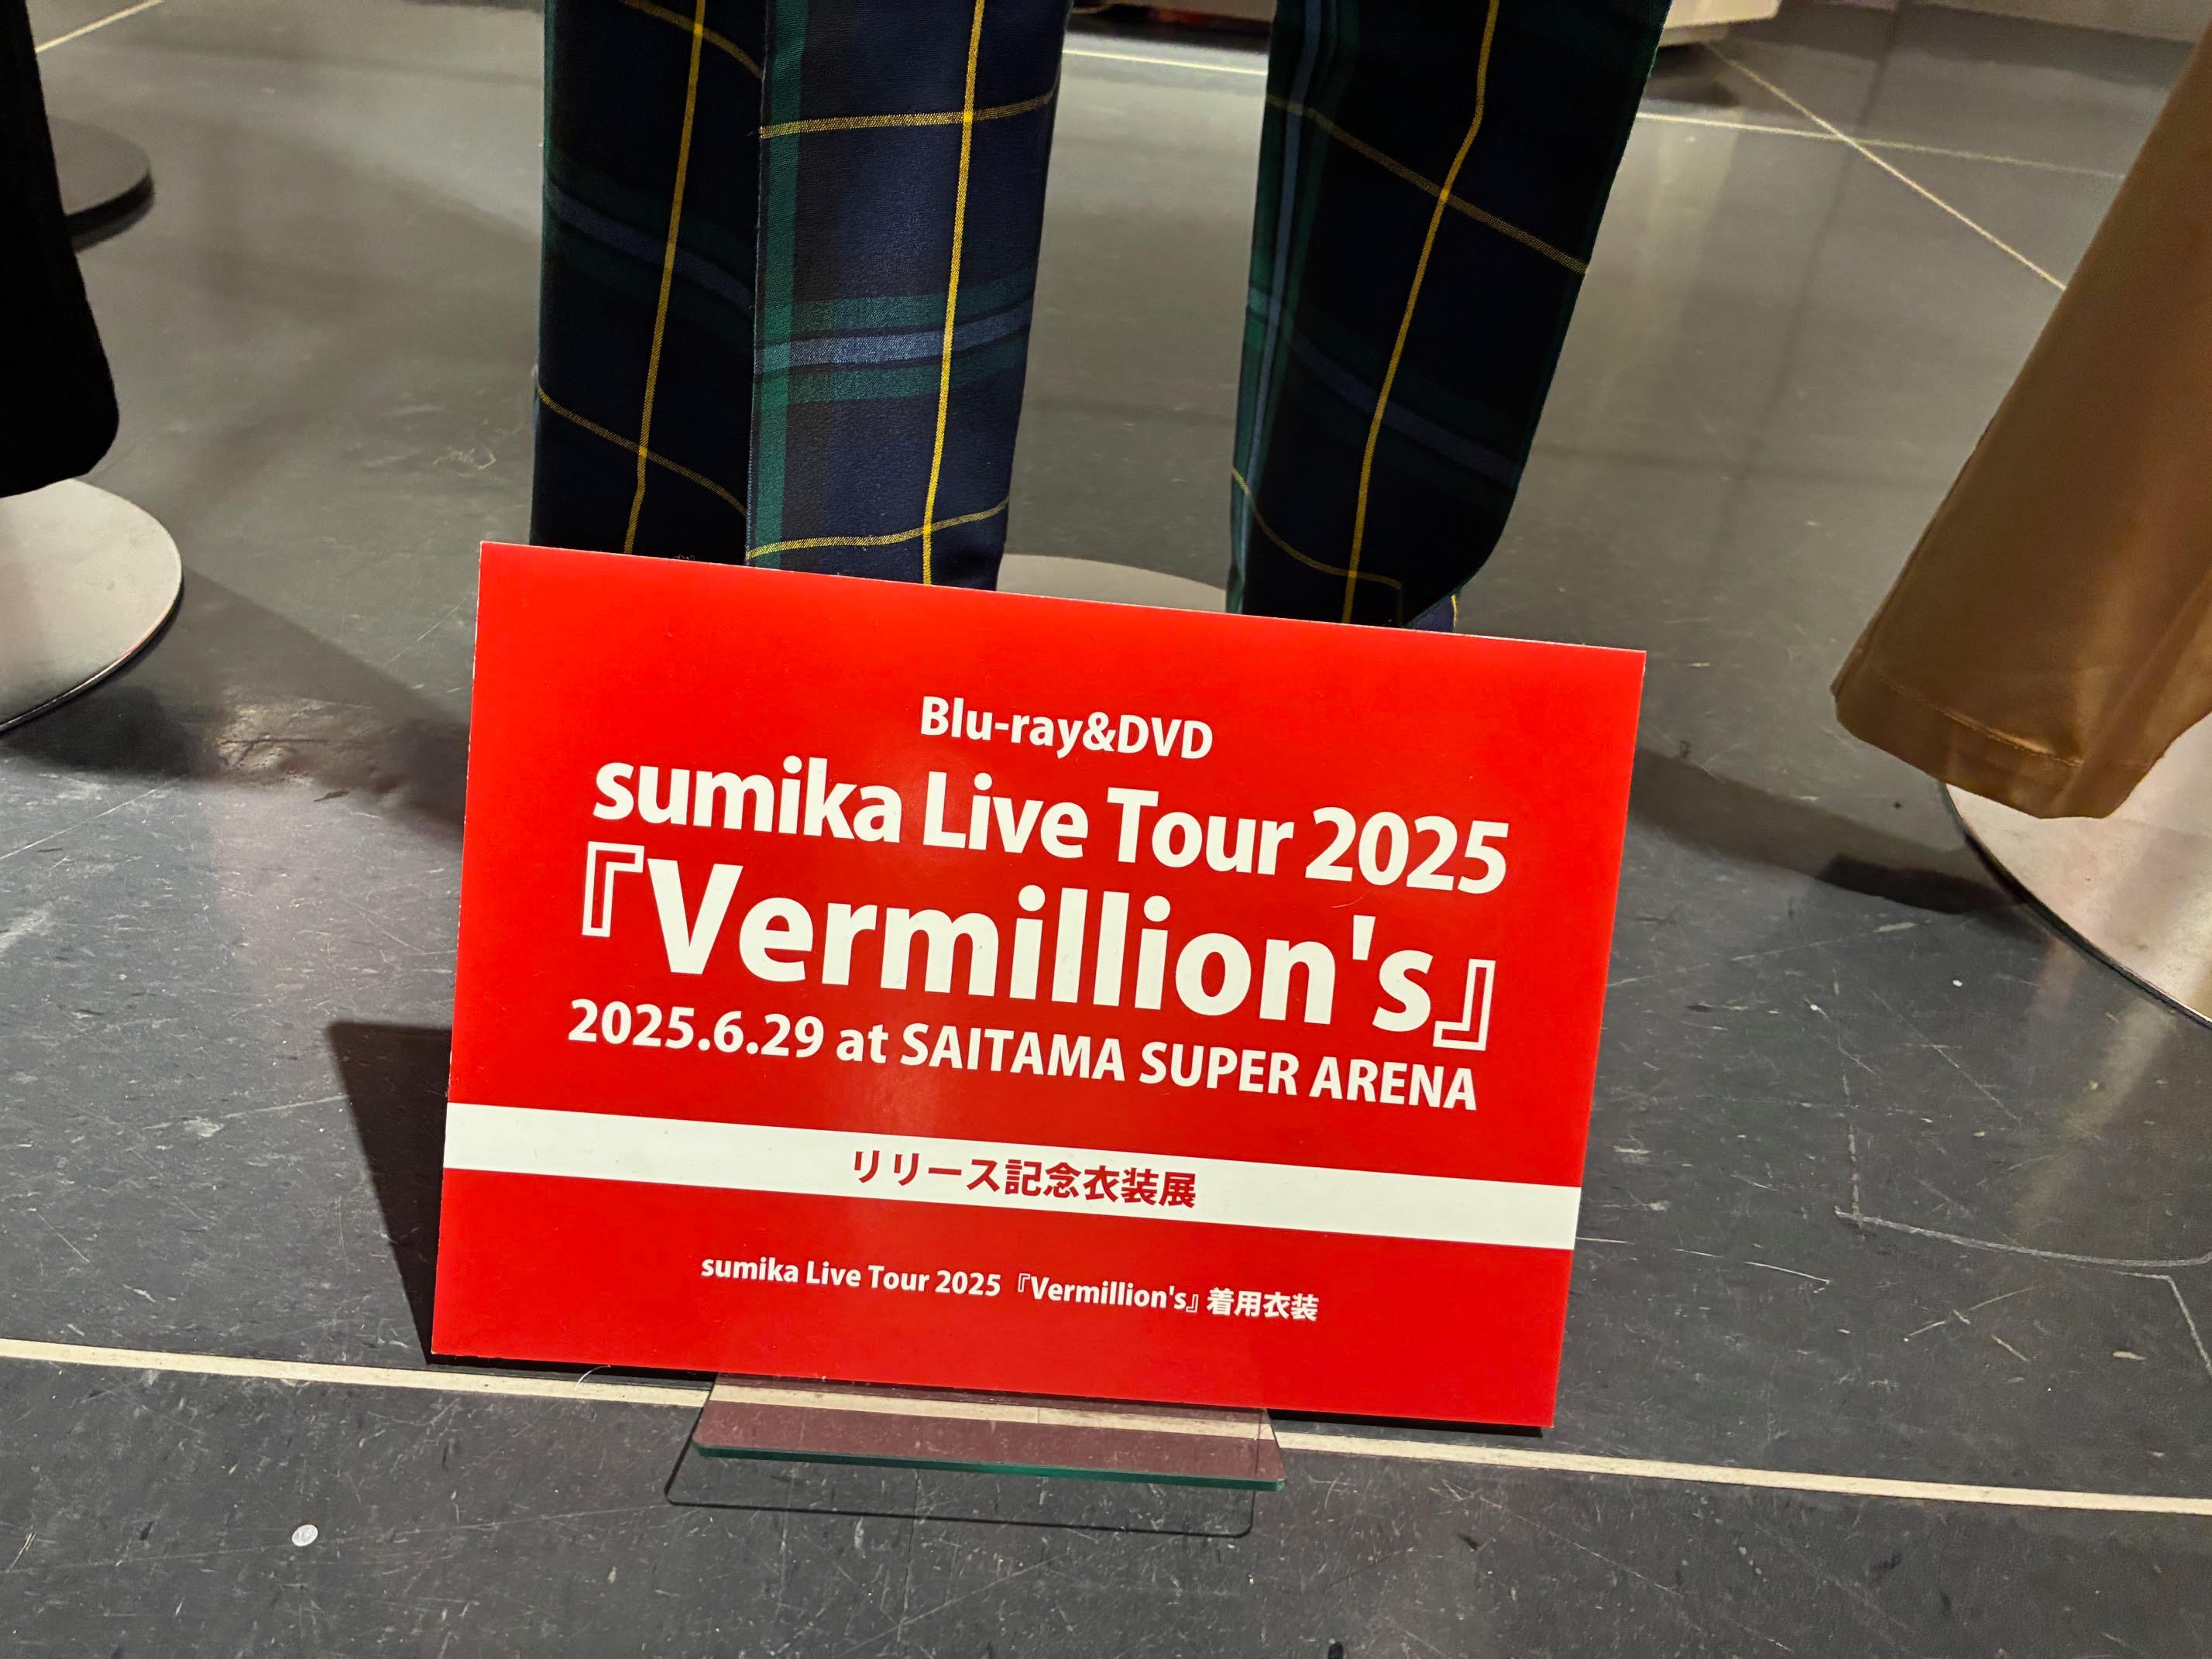 Blu-ray&DVD
sumika Live Tour 2025
『Vermillion's』
2025.6.29 at SAITAMA SUPER ARENA
リリース記念衣装展
sumika Live Tour 2025『Vermillion's』着用衣装